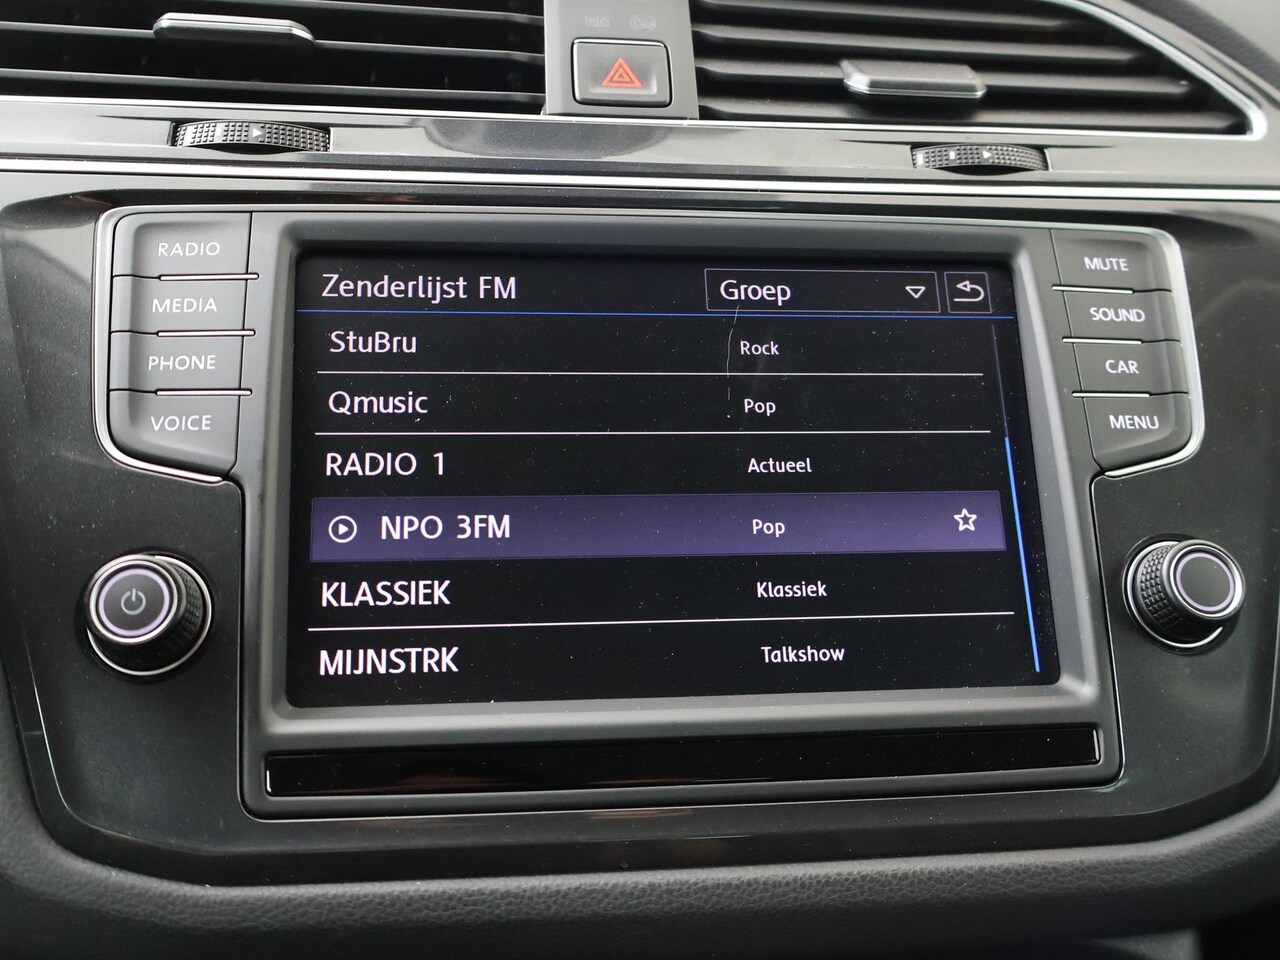 RADIO
MEDIA
PHONE
VOICE
Zenderlijst FM Groep
StuBru Rock
Qmusic Pop
RADIO 1 Actueel
NPO 3FM Pop
KLASSIEK Klassiek
MIJNSTRK Talkshow
MUTE
SOUND
CAR
MENU